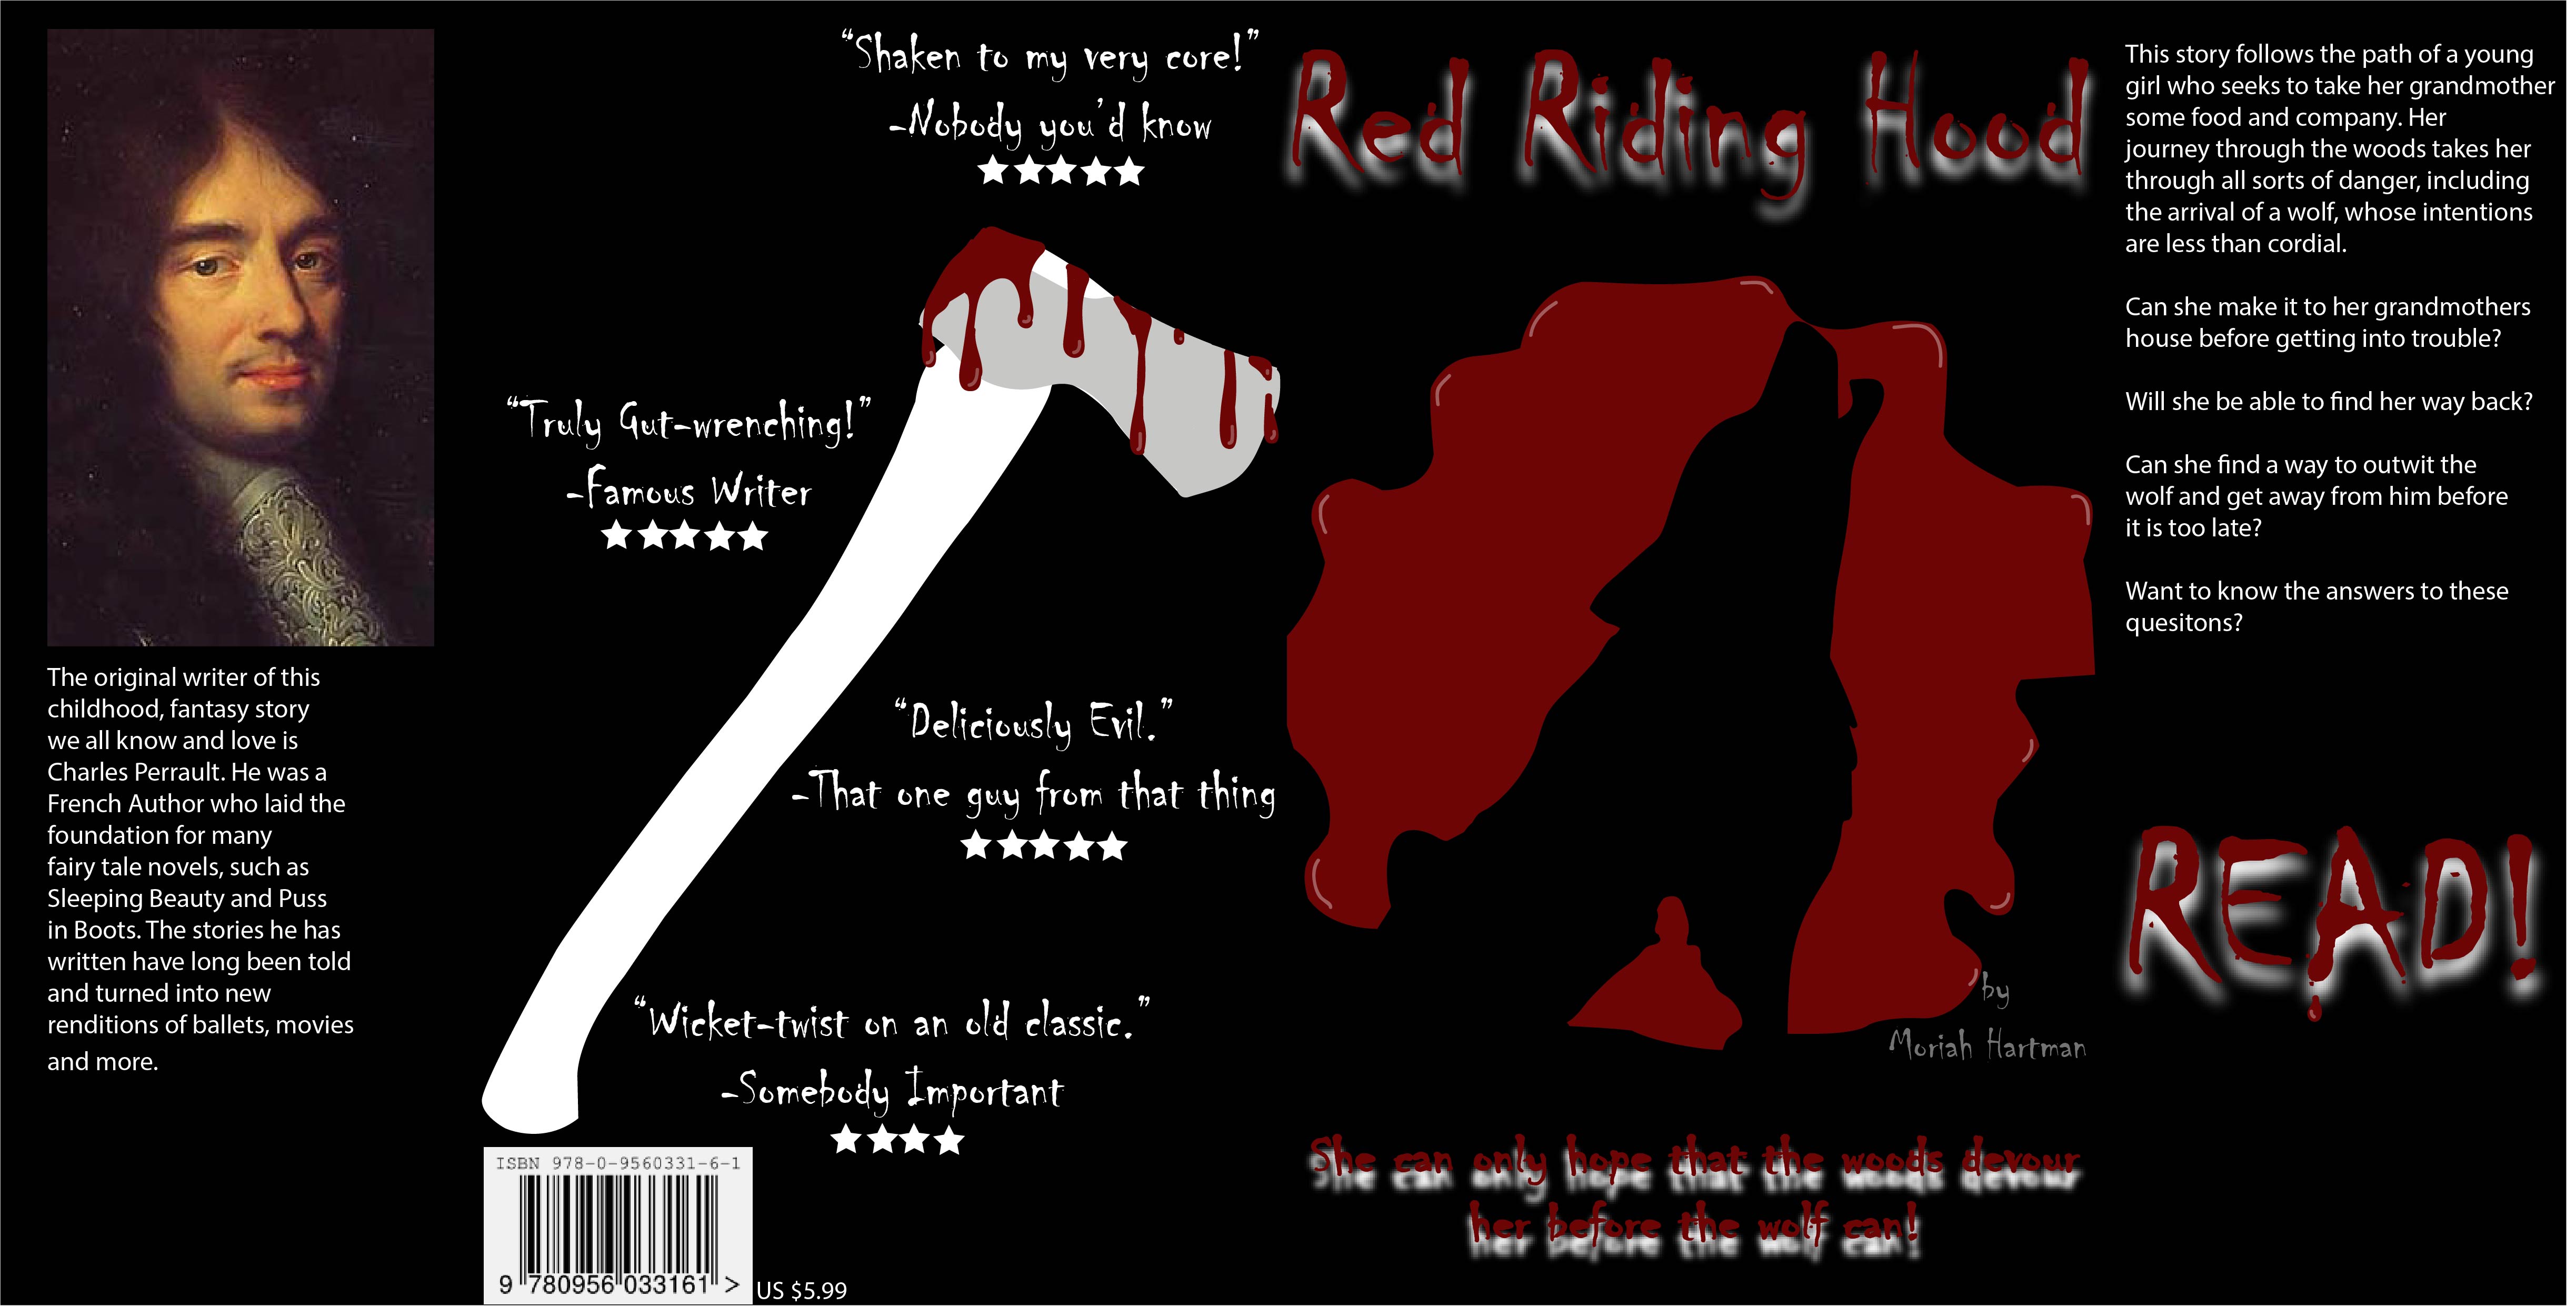 The original writer of this
childhood, fantasy story
we all know and love is
Charles Perrault. He was a
French Author who laid the
foundation for many
fairy tale novels, such as
Sleeping Beauty and Puss
in Boots. The stories he has
written have long been told
and turned into new
renditions of ballets, movies
and more.
“Shaken to my very core!”
-Nobody you’d know
“Truly Gut-wrenching!”
-Famous Writer
“Deliciously Evil.”
-That one guy from that thing
“Wicket-twist on an old classic.”
-Somebody Important
ISBN 978-0-9560331-6-1
9 780956 033161 >
US $5.99
Red Riding Hood
by
Moriah Hartman
She can only hope that the woods devour
her before the wolf can!
This story follows the path of a young
girl who seeks to take her grandmother
some food and company. Her
journey through the woods takes her
through all sorts of danger, including
the arrival of a wolf, whose intentions
are less than cordial.
Can she make it to her grandmothers
house before getting into trouble?
Will she be able to find her way back?
Can she find a way to outwit the
wolf and get away from him before
it is too late?
Want to know the answers to these
quesitons?
READ!